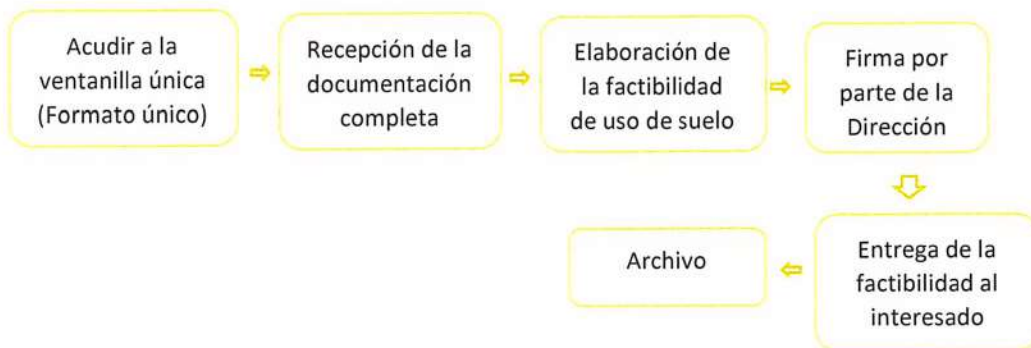 Acudir a la
ventanilla única
(Formato único)
Recepción de la
documentación
completa
Elaboración de
la factibilidad
de uso de suelo
Firma por
parte de la
Dirección
Entrega de la
factibilidad al
interesado
Archivo